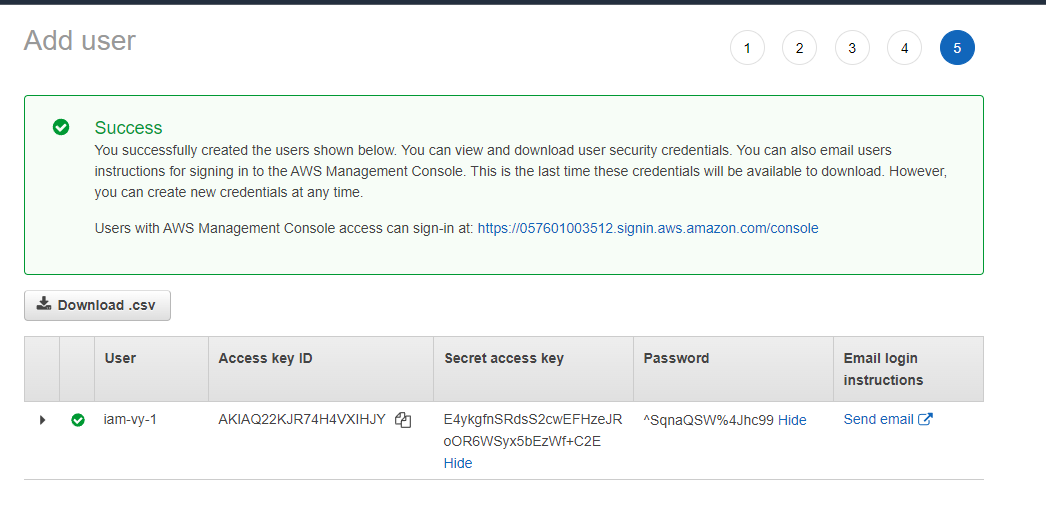 Add user
1 2 3 4 5
Success
You successfully created the users shown below. You can view and download user security credentials. You can also email users
instructions for signing in to the AWS Management Console. This is the last time these credentials will be available to download. However,
you can create new credentials at any time.
Users with AWS Management Console access can sign-in at: https://057601003512.signin.aws.amazon.com/console
Download .csv
User Access key ID Secret access key Password Email login
instructions
iam-vy-1 AKIAQ22KJR74H4VXIHJY E4ykgfnSRdsS2cwEFHzeJR ^SqnaQSW%4Jhc99 Hide Send email
oOR6WSyx5bEzWf+C2E
Hide